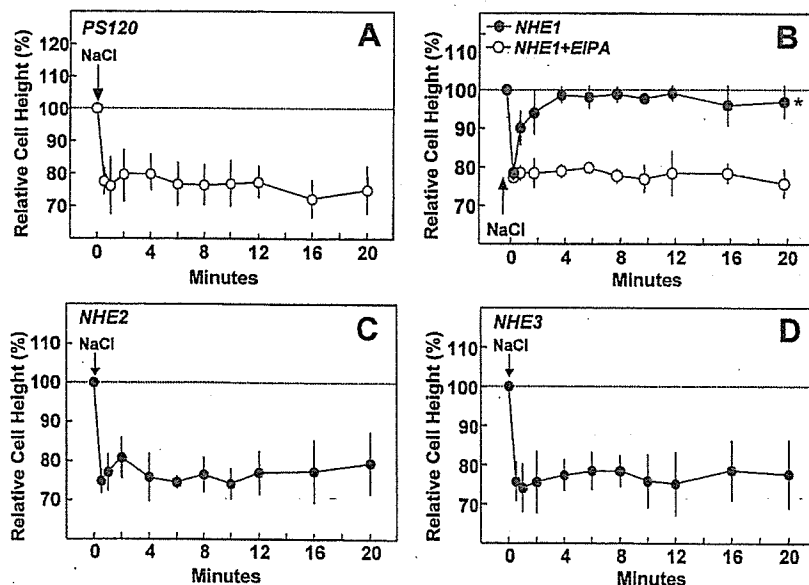 PS120
A
NaCl
Relative Cell Height (%)
120
110
100
90
80
70
0 4 8 12 16 20
Minutes
NHE1
NHE1+EIPA
B
Relative Cell Height (%)
110
100
90
80
70
*
NaCl
0 4 8 12 16 20
Minutes
NHE2
C
NaCl
Relative Cell Height (%)
110
100
90
80
70
0 4 8 12 16 20
Minutes
NHE3
D
NaCl
Relative Cell Height (%)
110
100
90
80
70
0 4 8 12 16 20
Minutes